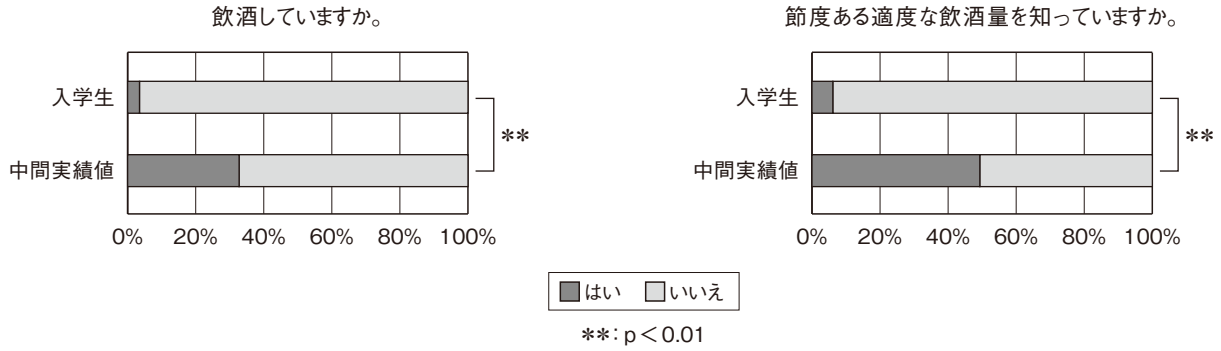 飲酒していますか。
入学生
中間実績値
0% 20% 40% 60% 80% 100%
**
節度ある適度な飲酒量を知っていますか。
入学生
中間実績値
0% 20% 40% 60% 80% 100%
**
はい いいえ
**:p<0.01